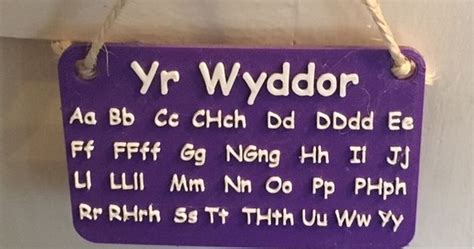 Yr Wyddor
Aa Bb Cc CHch Dd DDdd Ee
Ff FFff Gg NGng Hh Il Jj
Ll LLll Mm Nn Oo Pp PHph
Rr RHrh Ss Tt THth Uu Ww Yy